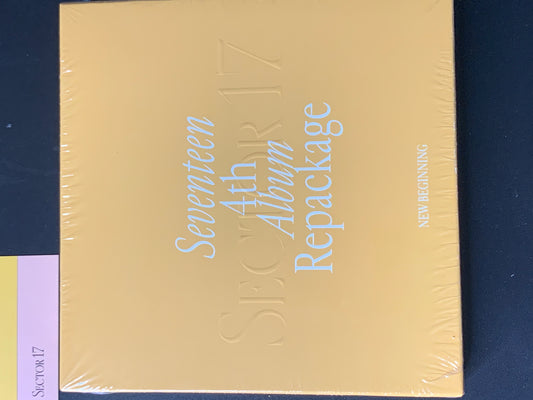 Seventeen
4th
Album
Repackage
SECTOR 17
NEW BEGINNING
SECTOR 17